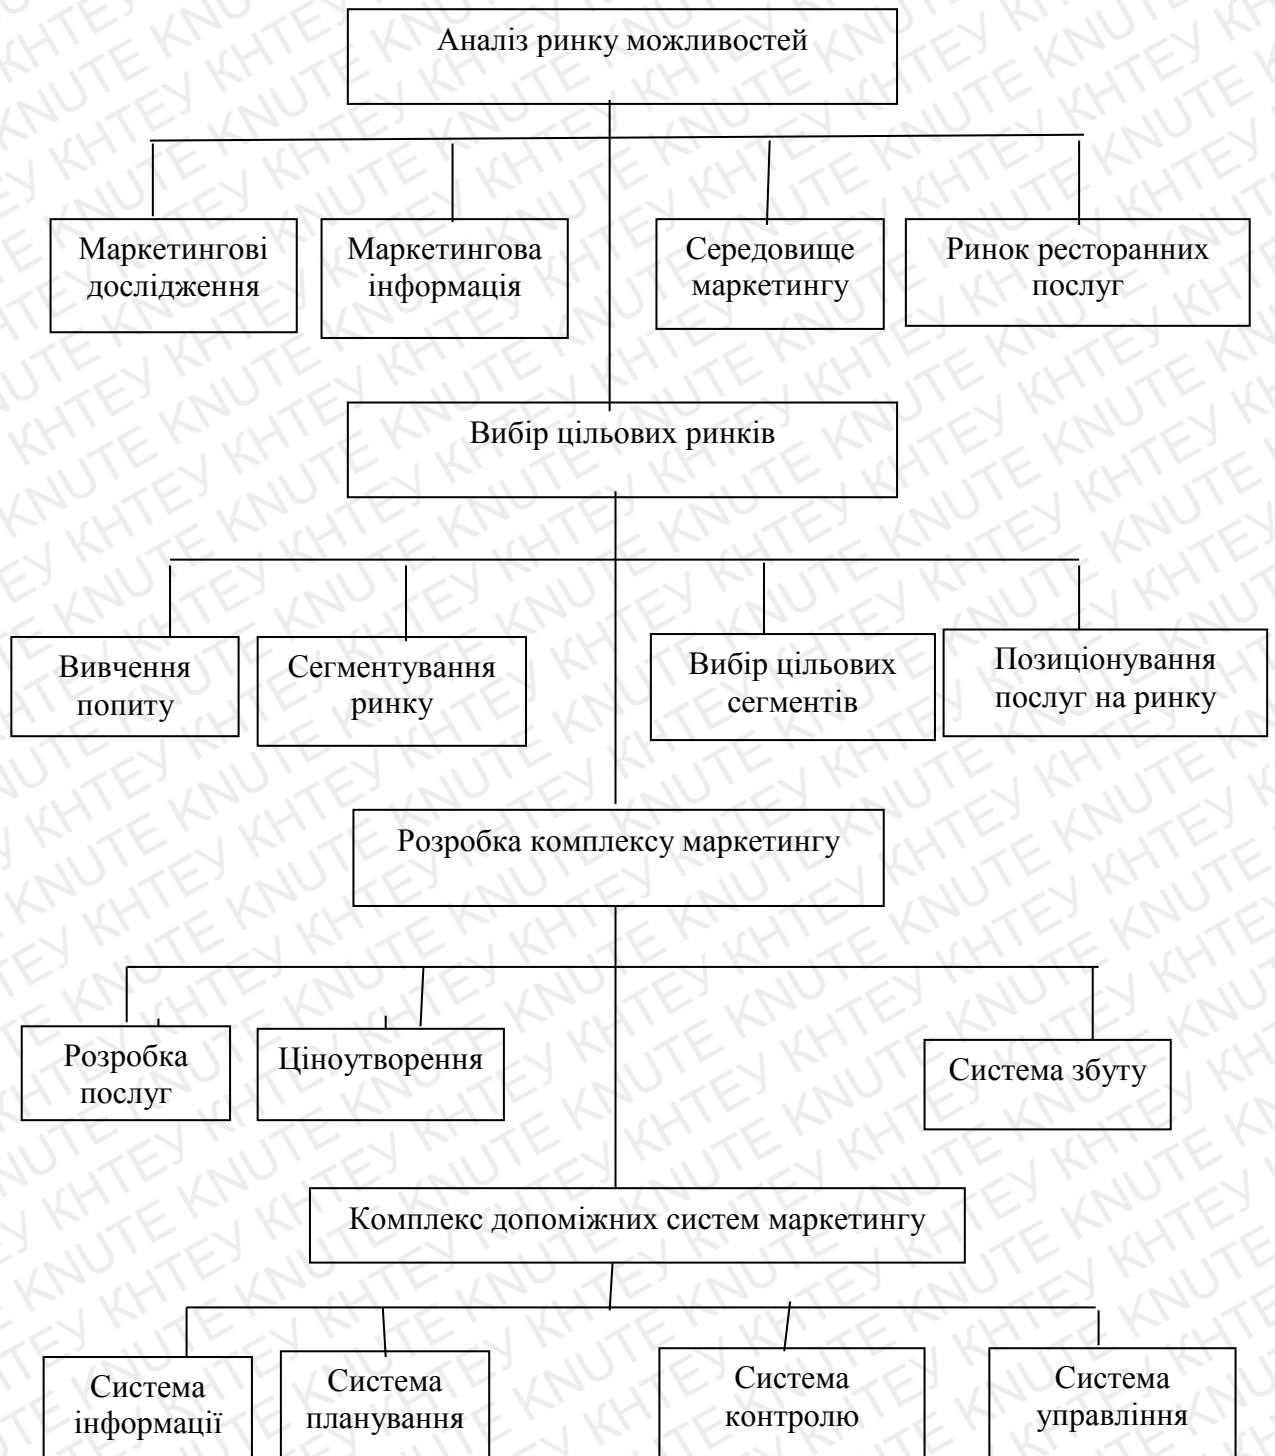 Аналіз ринку можливостей
Маркетингові
дослідження
Маркетингова
інформація
Середовище
маркетингу
Ринок ресторанних
послуг
Вибір цільових ринків
Вивчення
попиту
Сегментування
ринку
Вибір цільових
сегментів
Позиціонування
послуг на ринку
Розробка комплексу маркетингу
Розробка
послуг
Ціноутворення
Система збуту
Комплекс допоміжних систем маркетингу
Система
інформації
Система
планування
Система
контролю
Система
управління